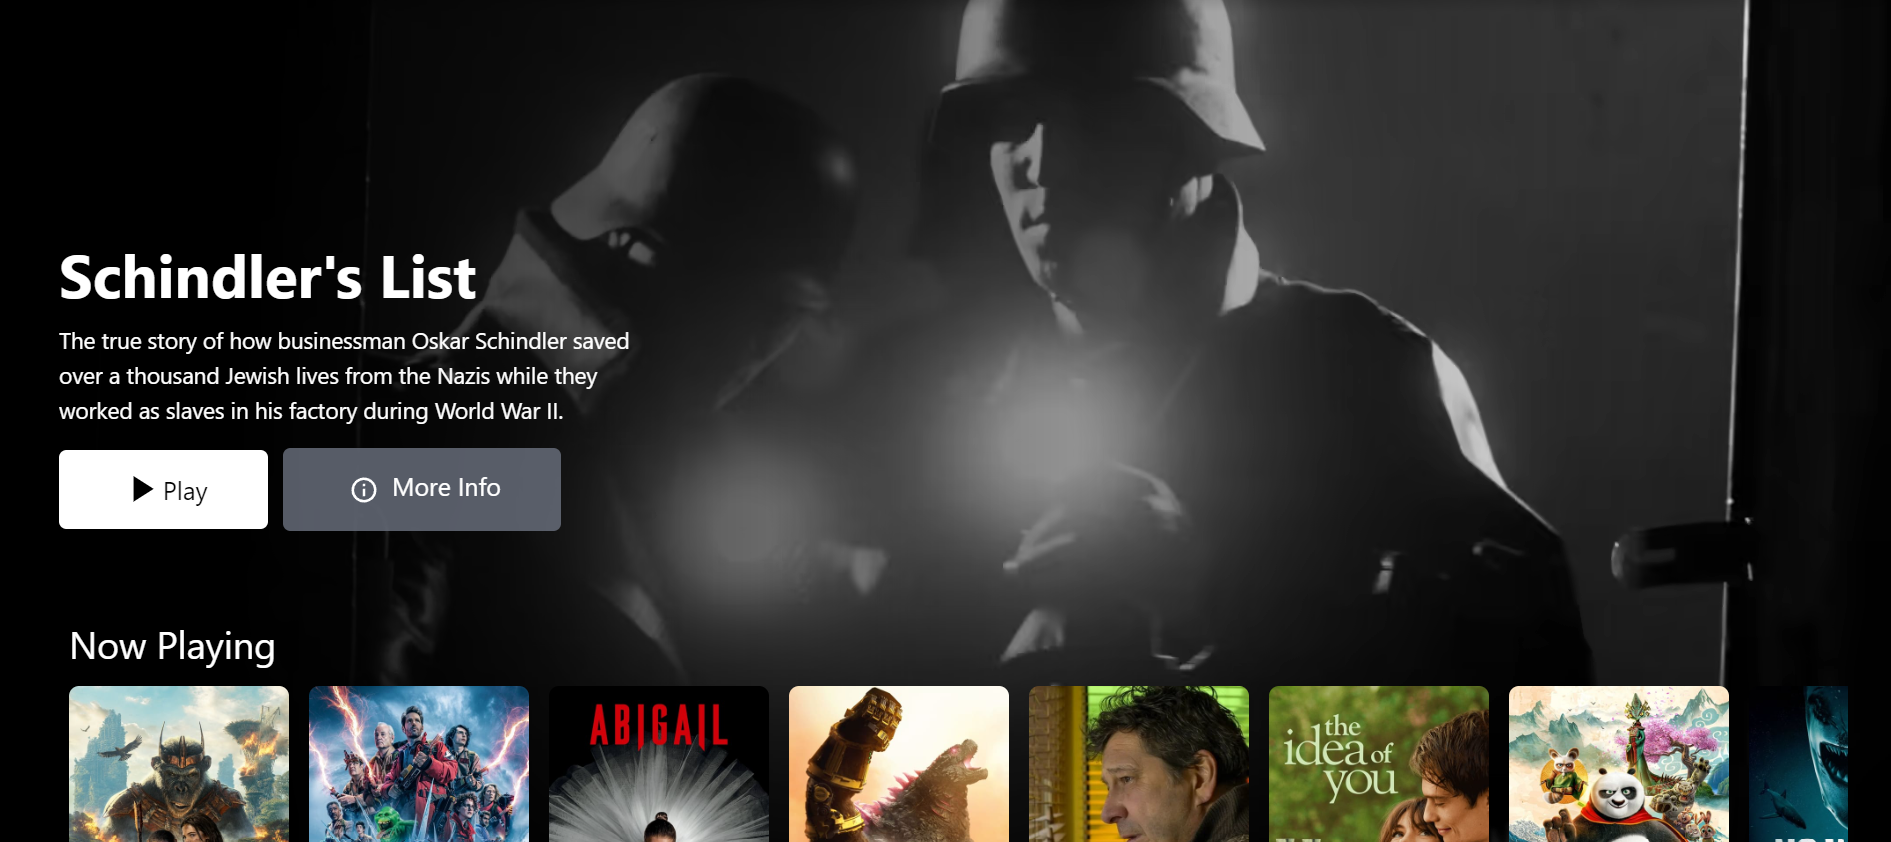 Schindler's List
The true story of how businessman Oskar Schindler saved
over a thousand Jewish lives from the Nazis while they
worked as slaves in his factory during World War II.
Play
More Info
Now Playing
ABIGAIL
the
idea of
you